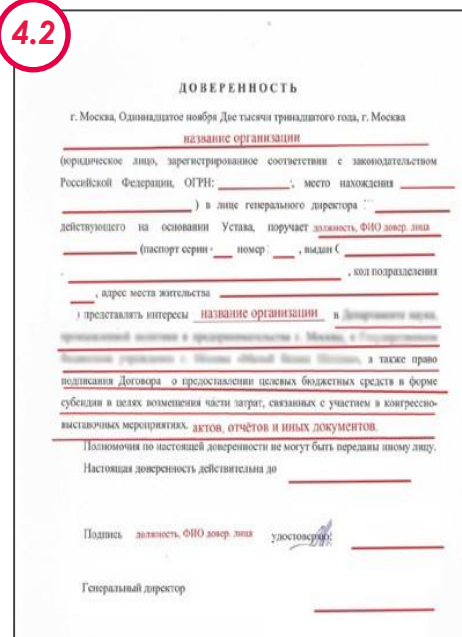 4.2
ДОВЕРЕННОСТЬ
г. Москва, Одиннадцатое ноября Две тысячи тринадцатого года, г. Москва
название организации
(юридическое лицо, зарегистрированное соответствии с законодательством
Российской Федерации, ОГРН: , место нахождения
) в лице генерального директора
действующего на основании Устава, поручает должность, ФИО довер. лица
(паспорт серии номер , выдан
, код подразделения
, адрес места жительства
) представлять интересы название организации в
, а также право
подписания Договора о предоставлении целевых бюджетных средств в форме
субсидии в целях возмещения части затрат, связанных с участием в конгрессно-
выставочных мероприятиях. актов, отчётов и иных документов.
Полномочия по настоящей доверенности не могут быть переданы иному лицу.
Настоящая доверенность действительна до
Подпись должность, ФИО довер. лица удостоверяю:
Генеральный директор